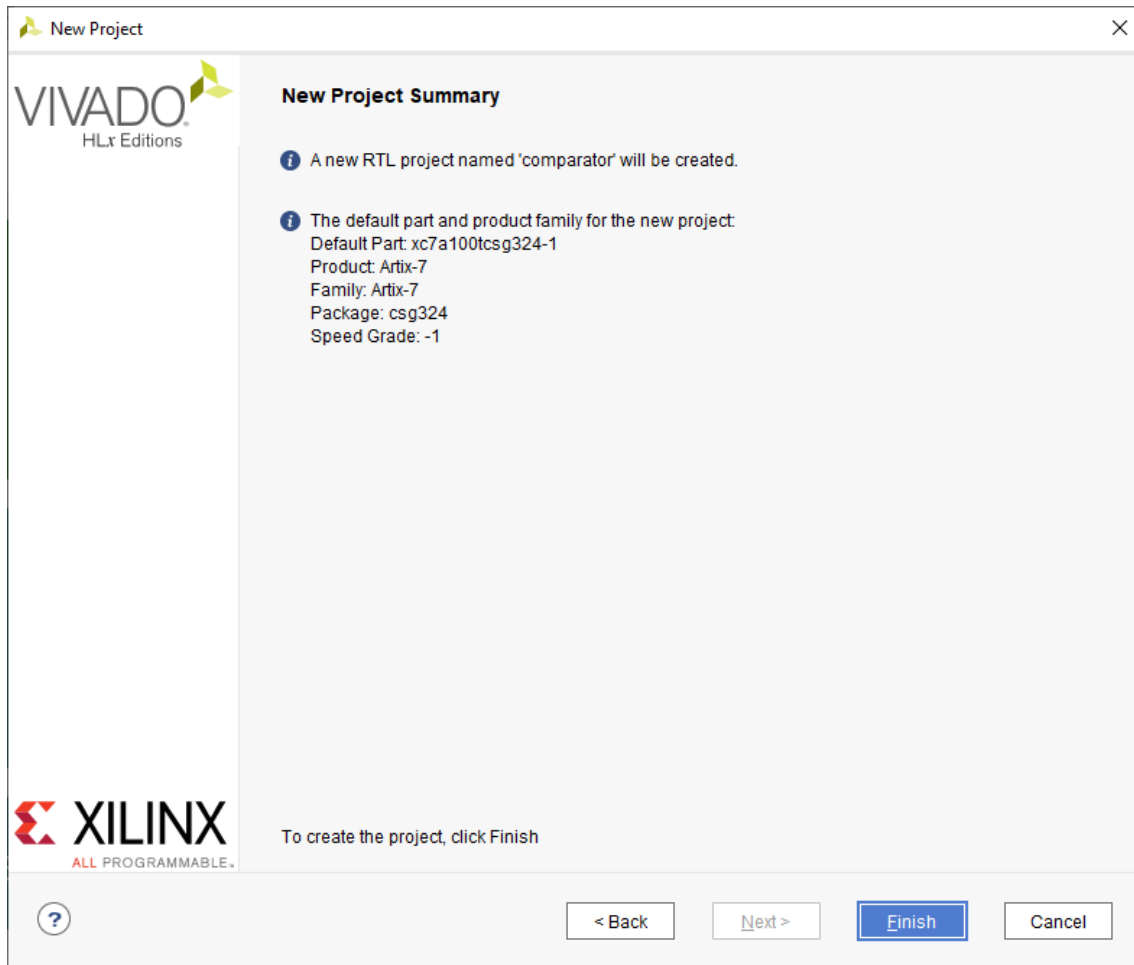 New Project
VIVADO
HLx Editions
New Project Summary
A new RTL project named 'comparator' will be created.
The default part and product family for the new project:
Default Part: xc7a100tcsg324-1
Product: Artix-7
Family: Artix-7
Package: csg324
Speed Grade: -1
XILINX
ALL PROGRAMMABLE™
To create the project, click Finish
?
< Back
Next >
Finish
Cancel